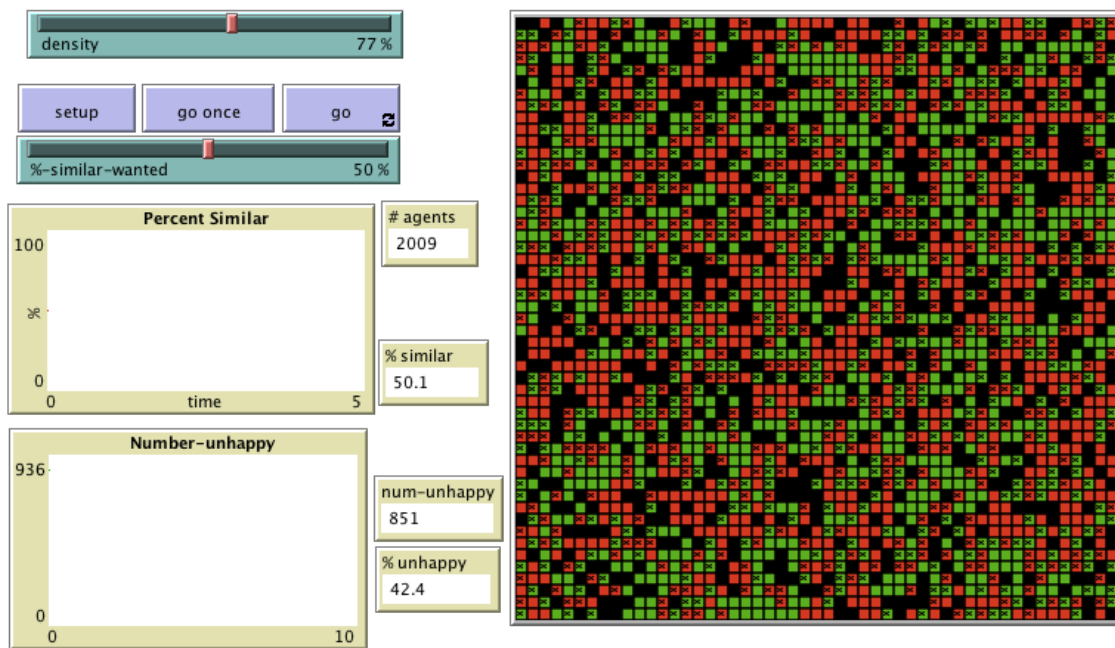 density 77 %
setup
go once
go
%-similar-wanted 50 %
Percent Similar
100
%
0
0 time 5
# agents
2009
% similar
50.1
Number-unhappy
936
0
0 10
num-unhappy
851
% unhappy
42.4